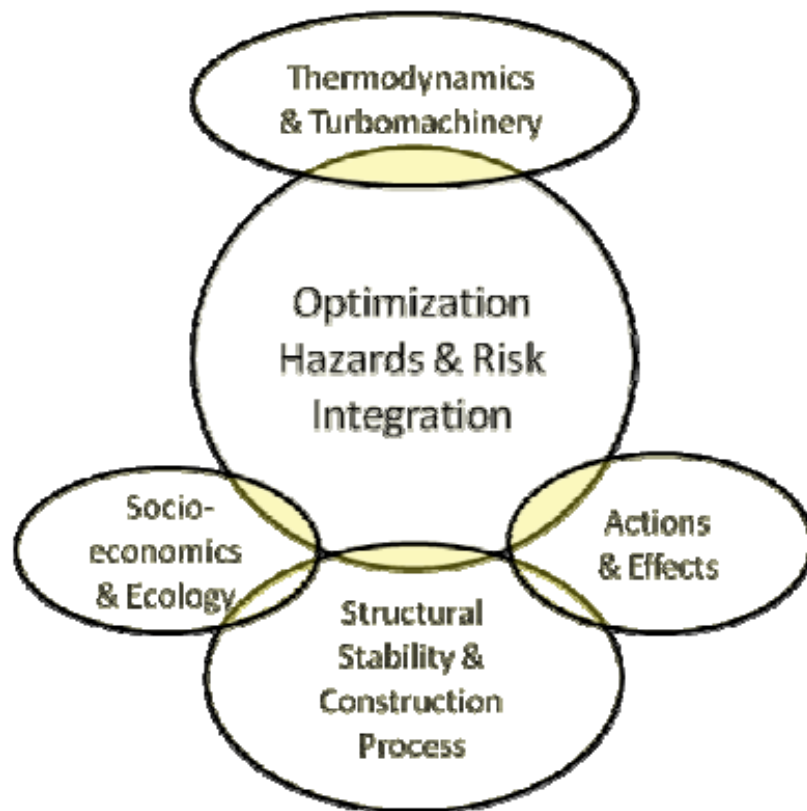 Thermodynamics
& Turbomachinery
Optimization
Hazards & Risk
Integration
Socio-
economics
& Ecology
Actions
& Effects
Structural
Stability &
Construction
Process